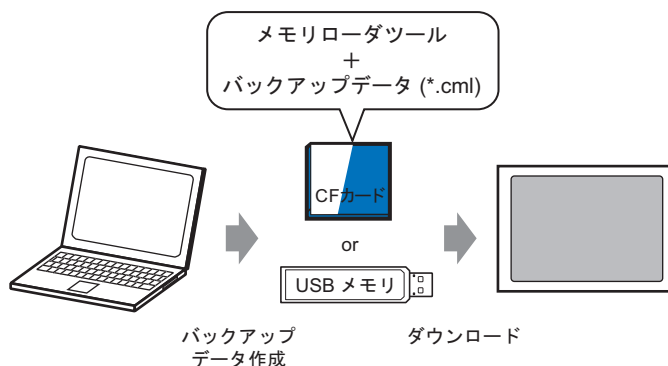 メモリローダツール
+
バックアップデータ (*.cml)
CFカード
or
USB メモリ
バックアップ
データ作成
ダウンロード